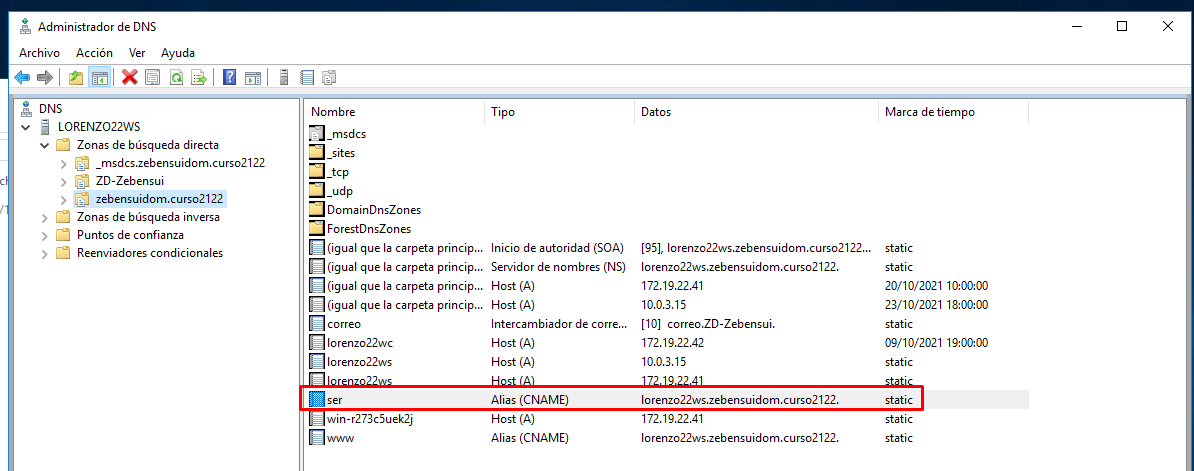 Administrador de DNS
Archivo Acción Ver Ayuda
DNS
LORENZO22WS
Zonas de búsqueda directa
_msdcs.zebensuidom.curso2122
ZD-Zebensui
zebensuidom.curso2122
Zonas de búsqueda inversa
Puntos de confianza
Reenviadores condicionales
Nombre Tipo Datos Marca de tiempo
_msdcs
_sites
_tcp
_udp
DomainDnsZones
ForestDnsZones
(igual que la carpeta princip... Inicio de autoridad (SOA) [95], lorenzo22ws.zebensuidom.curso2122... static
(igual que la carpeta princip... Servidor de nombres (NS) lorenzo22ws.zebensuidom.curso2122. static
(igual que la carpeta princip... Host (A) 172.19.22.41 20/10/2021 10:00:00
(igual que la carpeta princip... Host (A) 10.0.3.15 23/10/2021 18:00:00
correo Intercambiador de corre... [10] correo.ZD-Zebensui. static
lorenzo22wc Host (A) 172.19.22.42 09/10/2021 19:00:00
lorenzo22ws Host (A) 10.0.3.15 static
lorenzo22ws Host (A) 172.19.22.41 static
ser Alias (CNAME) lorenzo22ws.zebensuidom.curso2122. static
win-r273c5uek2j Host (A) 172.19.22.41 static
www Alias (CNAME) lorenzo22ws.zebensuidom.curso2122. static